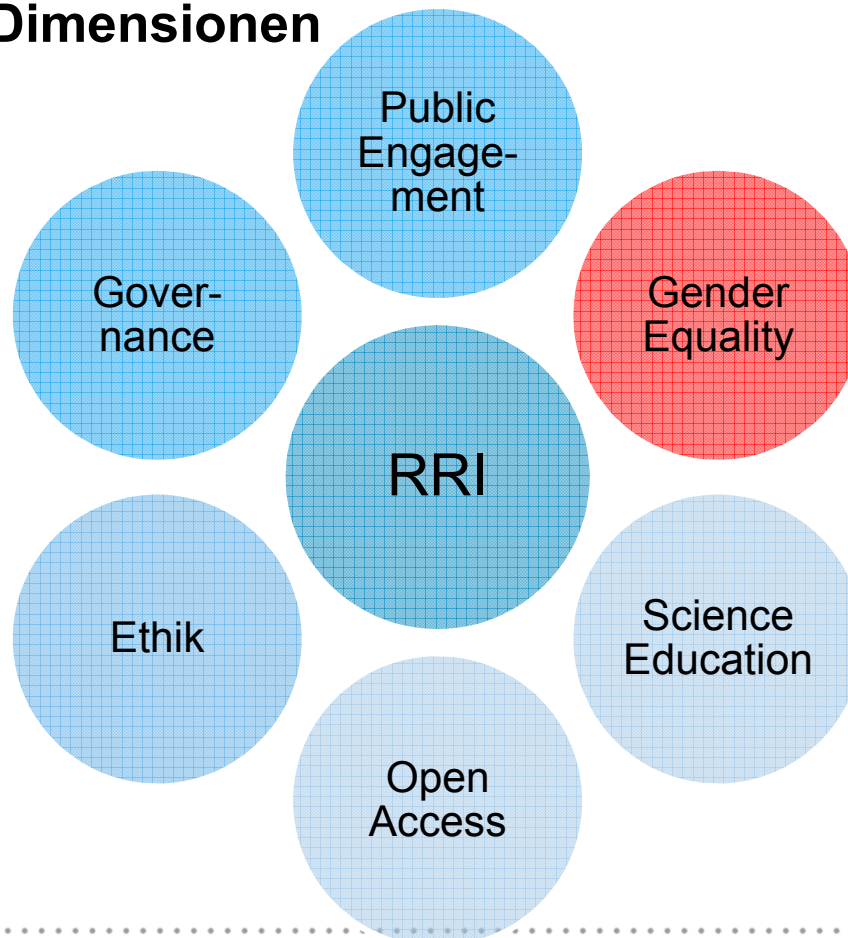 Dimensionen
Public
Engage-
ment
Gender
Equality
Science
Education
Open
Access
Ethik
Gover-
nance
RRI